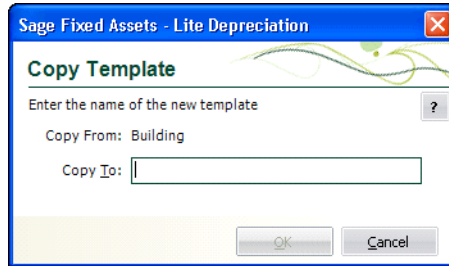 Sage Fixed Assets - Lite Depreciation
Copy Template
Enter the name of the new template
?
Copy From: Building
Copy To:
OK
Cancel